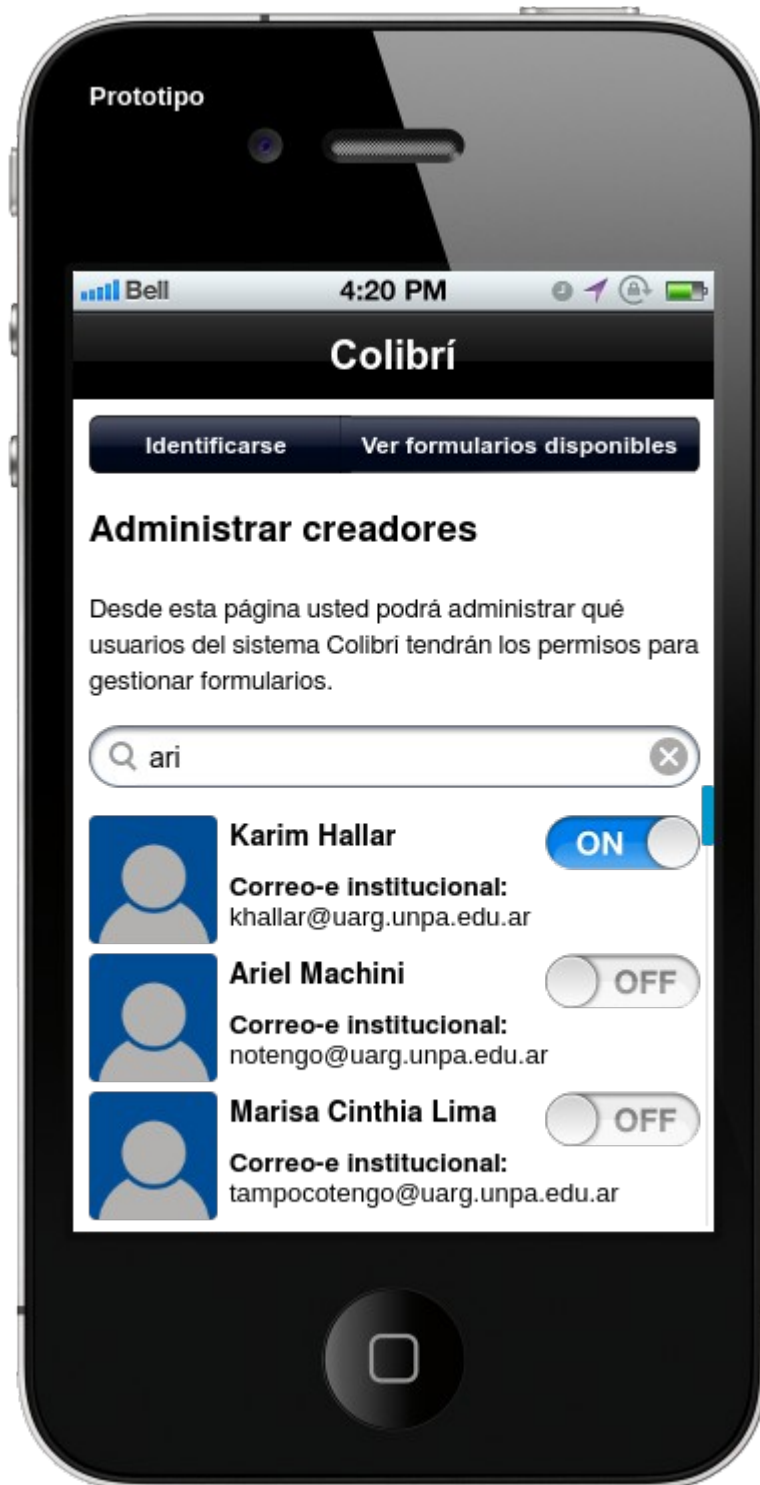 Prototipo
Bell 4:20 PM
Colibrí
Identificarse Ver formularios disponibles
Administrar creadores
Desde esta página usted podrá administrar qué
usuarios del sistema Colibrí tendrán los permisos para
gestionar formularios.
ari
Karim Hallar ON
Correo-e institucional:
khallar@uarg.unpa.edu.ar
Ariel Machini OFF
Correo-e institucional:
notengo@uarg.unpa.edu.ar
Marisa Cinthia Lima OFF
Correo-e institucional:
tampocotengo@uarg.unpa.edu.ar